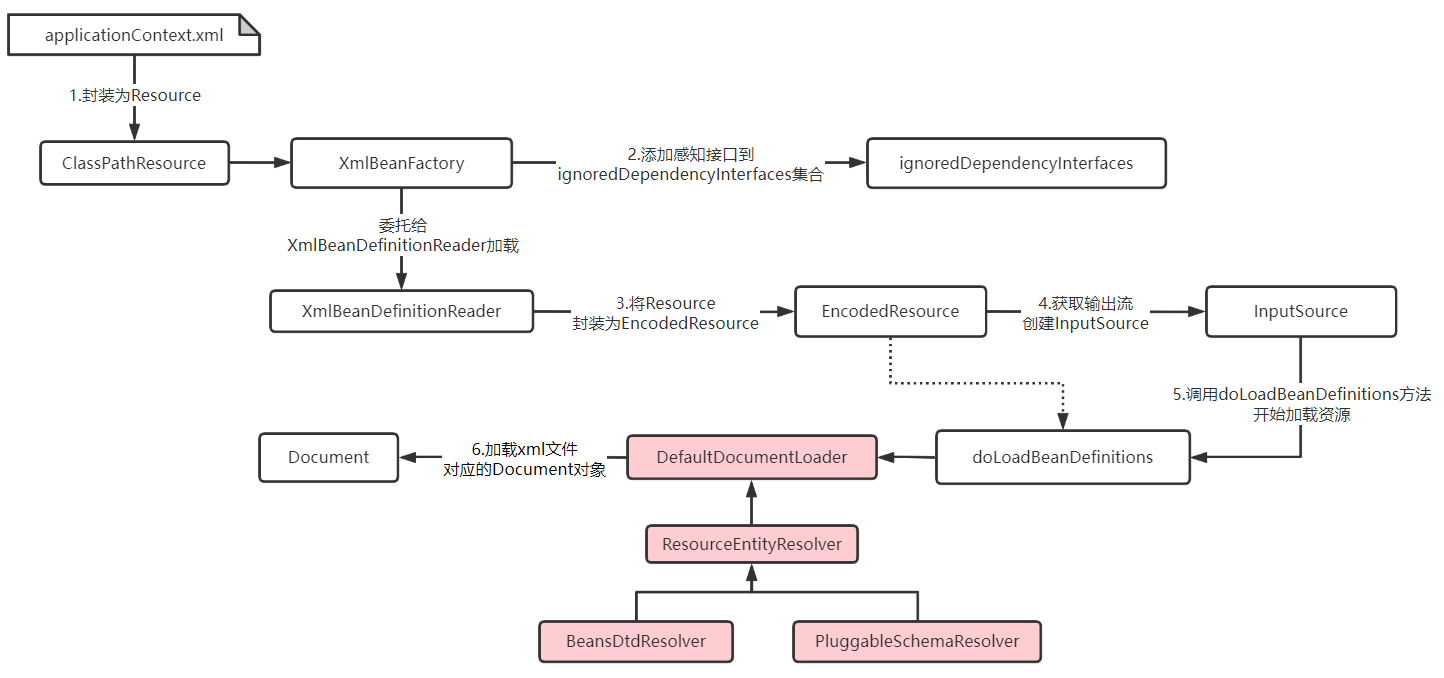 applicationContext.xml
1.封装为Resource
ClassPathResource
XmlBeanFactory
2.添加感知接口到
ignoredDependencyInterfaces集合
ignoredDependencyInterfaces
委托给
XmlBeanDefinitionReader加载
XmlBeanDefinitionReader
3.将Resource
封装为EncodedResource
EncodedResource
4.获取输出流
创建InputSource
InputSource
5.调用doLoadBeanDefinitions方法
开始加载资源
doLoadBeanDefinitions
DefaultDocumentLoader
6.加载xml文件
对应的Document对象
Document
ResourceEntityResolver
BeansDtdResolver
PluggableSchemaResolver